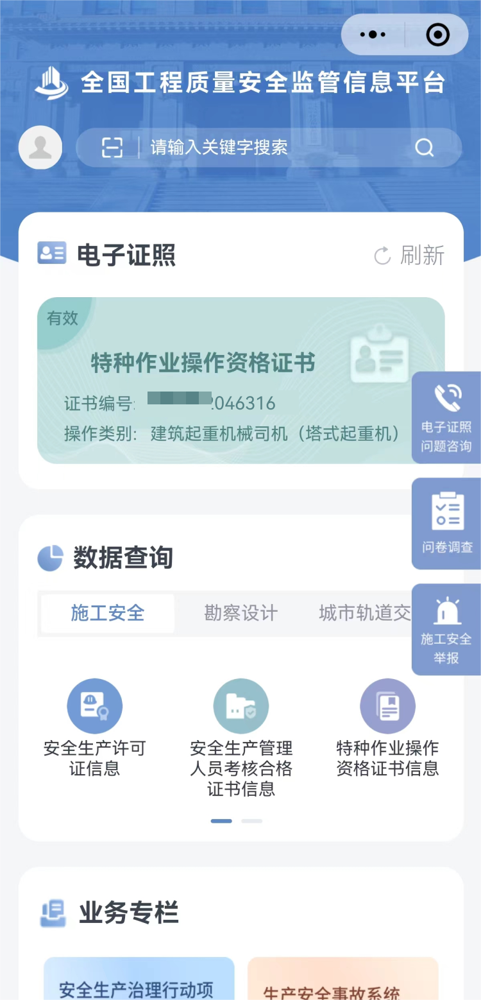 全国工程质量安全监管信息平台
请输入关键字搜索
电子证照
刷新
有效
特种作业操作资格证书
证书编号: 2046316
操作类别: 建筑起重机械司机（塔式起重机）
电子证照
问题咨询
问卷调查
施工安全
举报
数据查询
施工安全
勘察设计
城市轨道交
安全生产许可
证信息
安全生产管理
人员考核合格
证书信息
特种作业操作
资格证书信息
业务专栏
安全生产治理行动项
生产安全事故系统